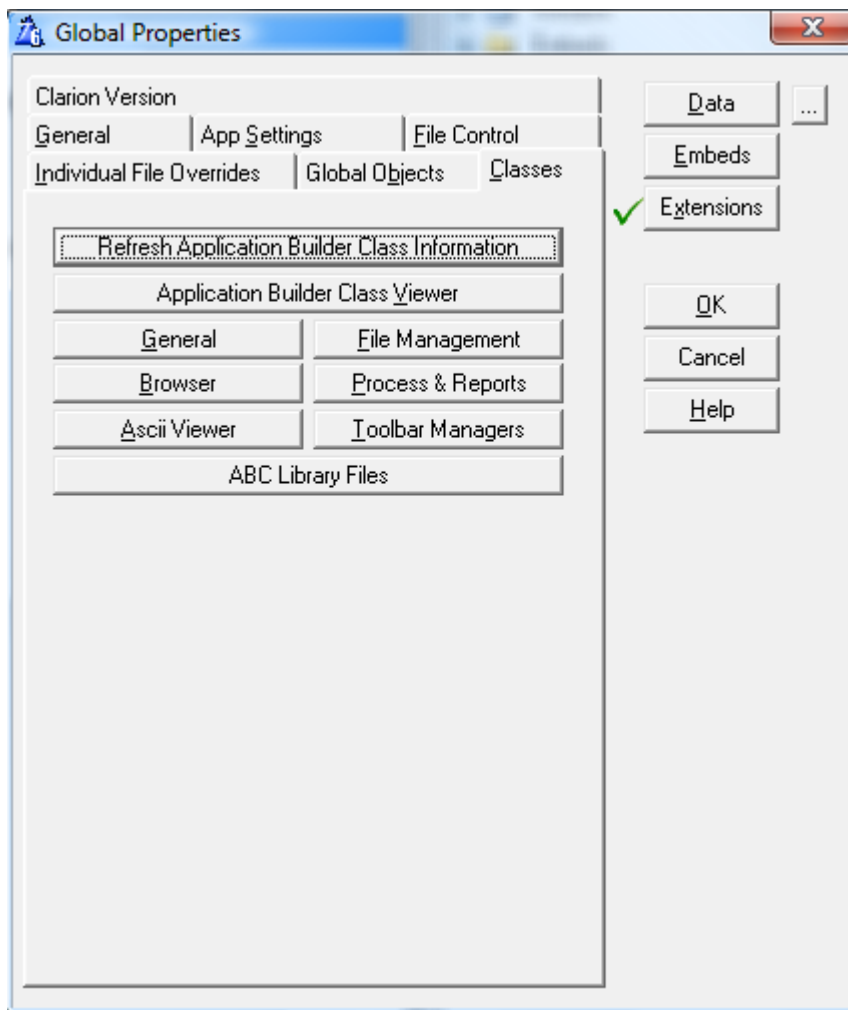 Global Properties
Clarion Version
General App Settings File Control
Individual File Overrides Global Objects Classes
Refresh Application Builder Class Information
Application Builder Class Viewer
General File Management
Browser Process & Reports
Ascii Viewer Toolbar Managers
ABC Library Files
Data ...
Embeds
Extensions
OK
Cancel
Help